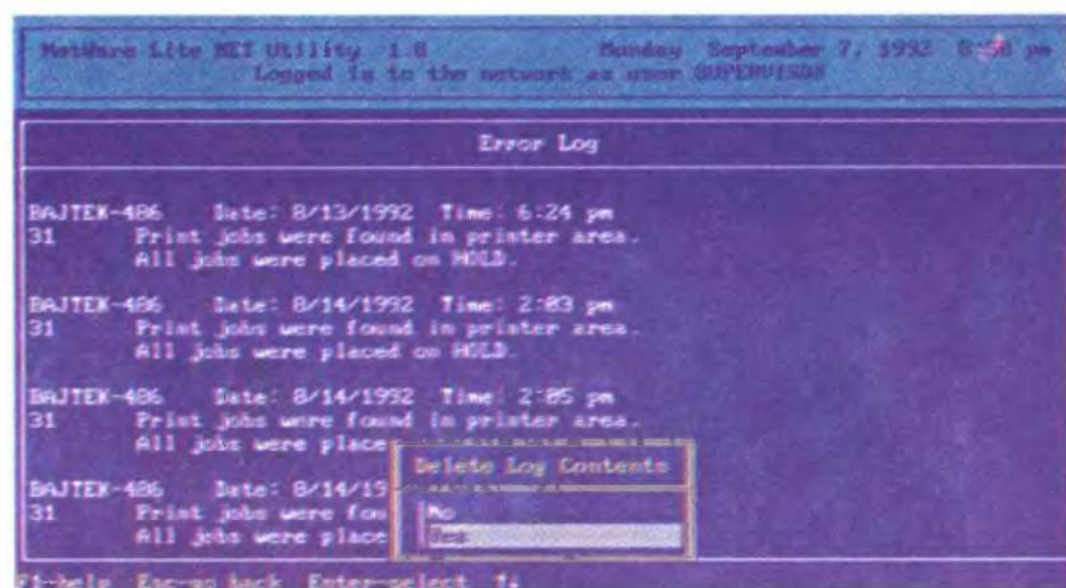 NetWare Lite NET Utility 1.0 Monday September 7, 1992 pm
Logged in to the network as user SUPERVISOR
Error Log
BAJTEK-486 Date: 8/13/1992 Time: 6:24 pm
31 Print jobs were found in printer area.
All jobs were placed on HOLD.
BAJTEK-486 Date: 8/14/1992 Time: 2:03 pm
31 Print jobs were found in printer area.
All jobs were placed on HOLD.
BAJTEK-486 Date: 8/14/1992 Time: 2:05 pm
31 Print jobs were found in printer area.
All jobs were place
BAJTEK-486 Date: 8/14/19
31 Print jobs were fou
All jobs were place
Delete Log Contents
No
Yes
F1-help Esc-go back Enter-select ↑↓